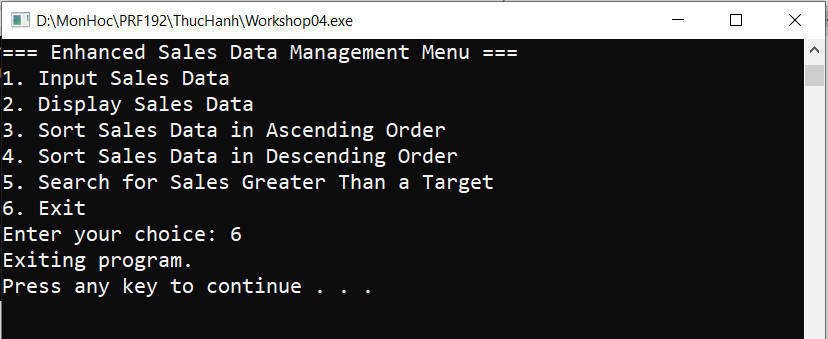 D:\MonHoc\PRF192\ThucHanh\Workshop04.exe
=== Enhanced Sales Data Management Menu ===
1. Input Sales Data
2. Display Sales Data
3. Sort Sales Data in Ascending Order
4. Sort Sales Data in Descending Order
5. Search for Sales Greater Than a Target
6. Exit
Enter your choice: 6
Exiting program.
Press any key to continue . . .